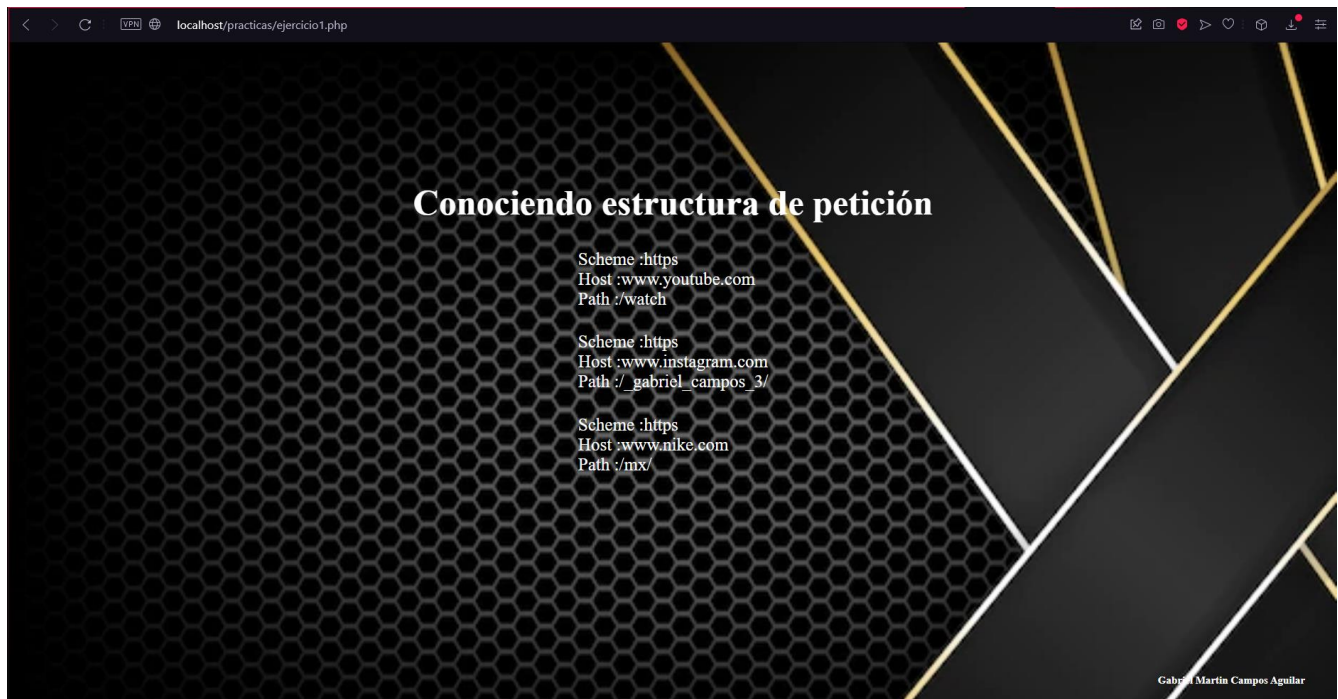 VPN
localhost/practicas/ejercicio1.php
Conociendo estructura de petición
Scheme :https
Host :www.youtube.com
Path :/watch
Scheme :https
Host :www.instagram.com
Path :/_gabriel_campos_3/
Scheme :https
Host :www.nike.com
Path :/mx/
Gabriel Martin Campos Aguilar